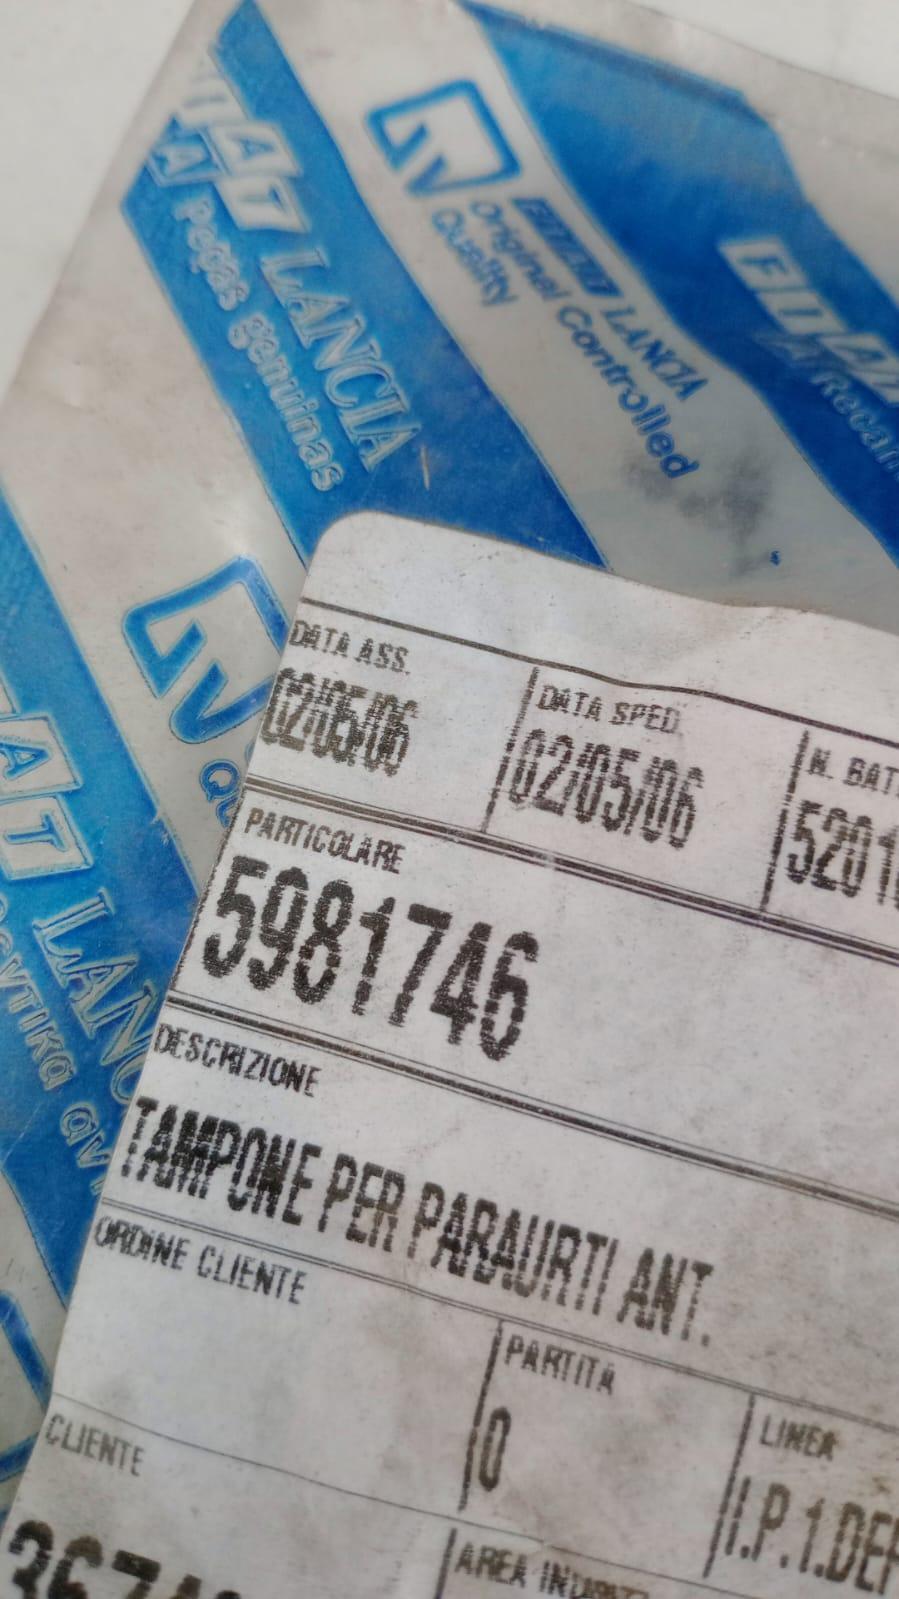 FIAT LANCIA
Peças genuinas
FIAT LANCIA
Original Controlled
Quality
FIAT
DATA ASS.
02/05/06
DATA SPED.
02/05/06
PARTICOLARE
5981746
DESCRIZIONE
TAMPONE PER PARAURTI ANT.
ORDINE CLIENTE
PARTITA
0
LINEA
CLIENTE
AREA